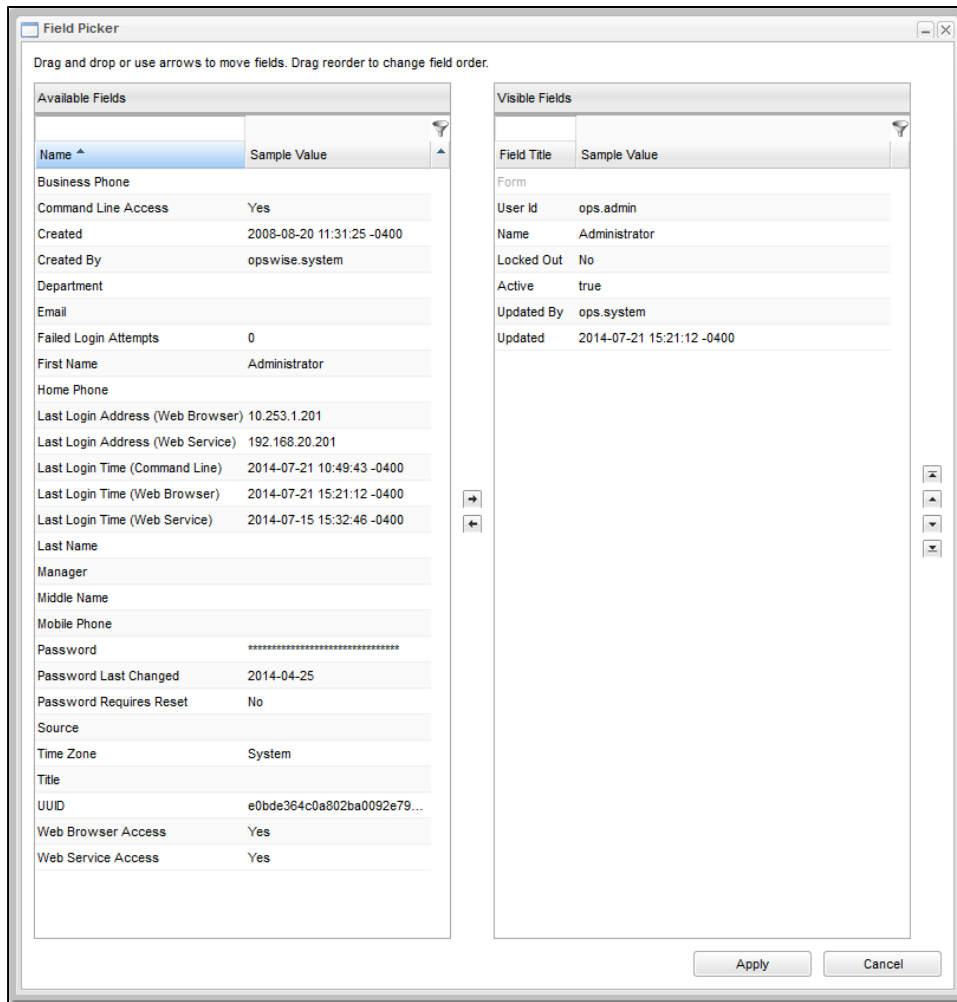 Field Picker
Drag and drop or use arrows to move fields. Drag reorder to change field order.
Available Fields
Name Sample Value
Business Phone
Command Line Access Yes
Created 2008-08-20 11:31:25 -0400
Created By opswise.system
Department
Email
Failed Login Attempts 0
First Name Administrator
Home Phone
Last Login Address (Web Browser) 10.253.1.201
Last Login Address (Web Service) 192.168.20.201
Last Login Time (Command Line) 2014-07-21 10:49:43 -0400
Last Login Time (Web Browser) 2014-07-21 15:21:12 -0400
Last Login Time (Web Service) 2014-07-15 15:32:46 -0400
Last Name
Manager
Middle Name
Mobile Phone
Password ********************************
Password Last Changed 2014-04-25
Password Requires Reset No
Source
Time Zone System
Title
UUID e0bde364c0a802ba0092e79...
Web Browser Access Yes
Web Service Access Yes
Visible Fields
Field Title Sample Value
Form
User Id ops.admin
Name Administrator
Locked Out No
Active true
Updated By ops.system
Updated 2014-07-21 15:21:12 -0400
Apply Cancel